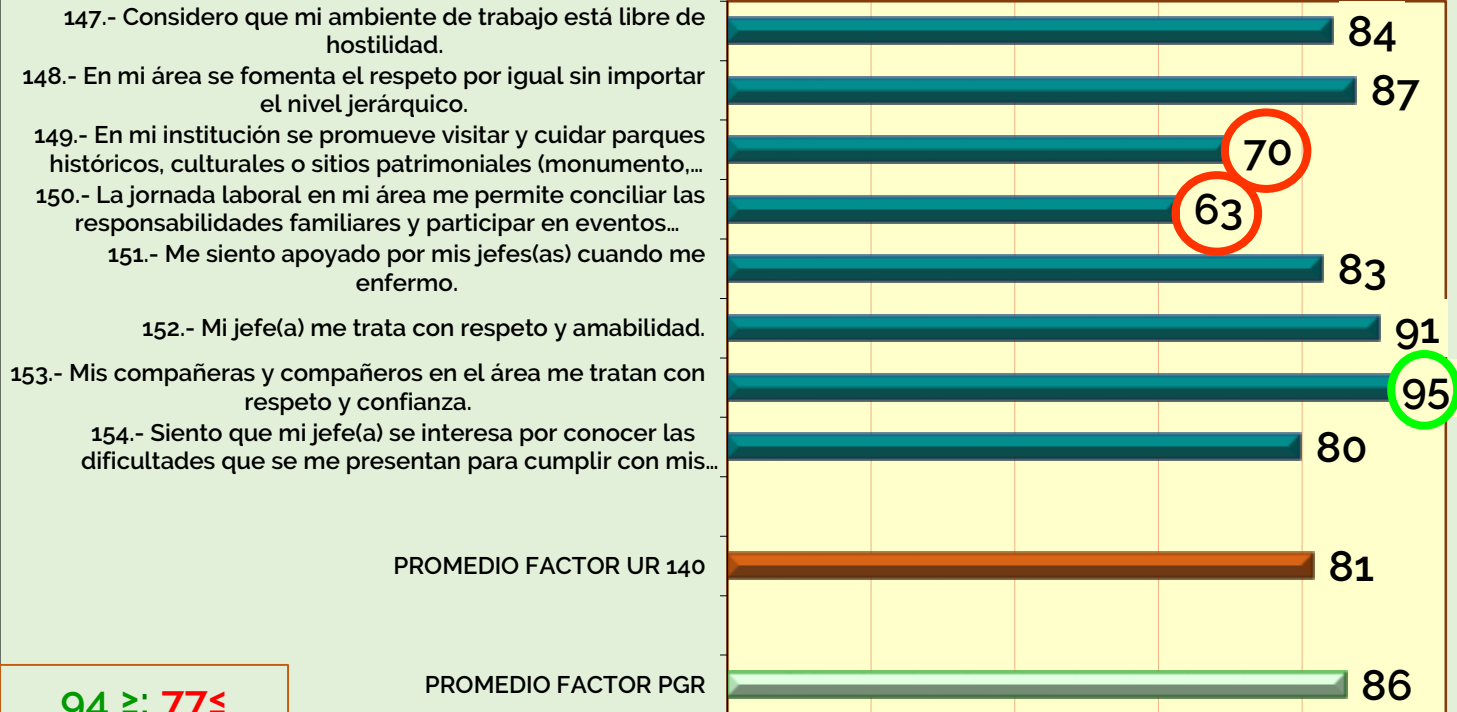 147.- Considero que mi ambiente de trabajo está libre de
hostilidad.
84
148.- En mi área se fomenta el respeto por igual sin importar
el nivel jerárquico.
87
149.- En mi institución se promueve visitar y cuidar parques
históricos, culturales o sitios patrimoniales (monumento,...
70
150.- La jornada laboral en mi área me permite conciliar las
responsabilidades familiares y participar en eventos...
63
151.- Me siento apoyado por mis jefes(as) cuando me
enfermo.
83
152.- Mi jefe(a) me trata con respeto y amabilidad.
91
153.- Mis compañeras y compañeros en el área me tratan con
respeto y confianza.
95
154.- Siento que mi jefe(a) se interesa por conocer las
dificultades que se me presentan para cumplir con mis...
80
PROMEDIO FACTOR UR 140
81
PROMEDIO FACTOR PGR
86
94 ≥; 77≤